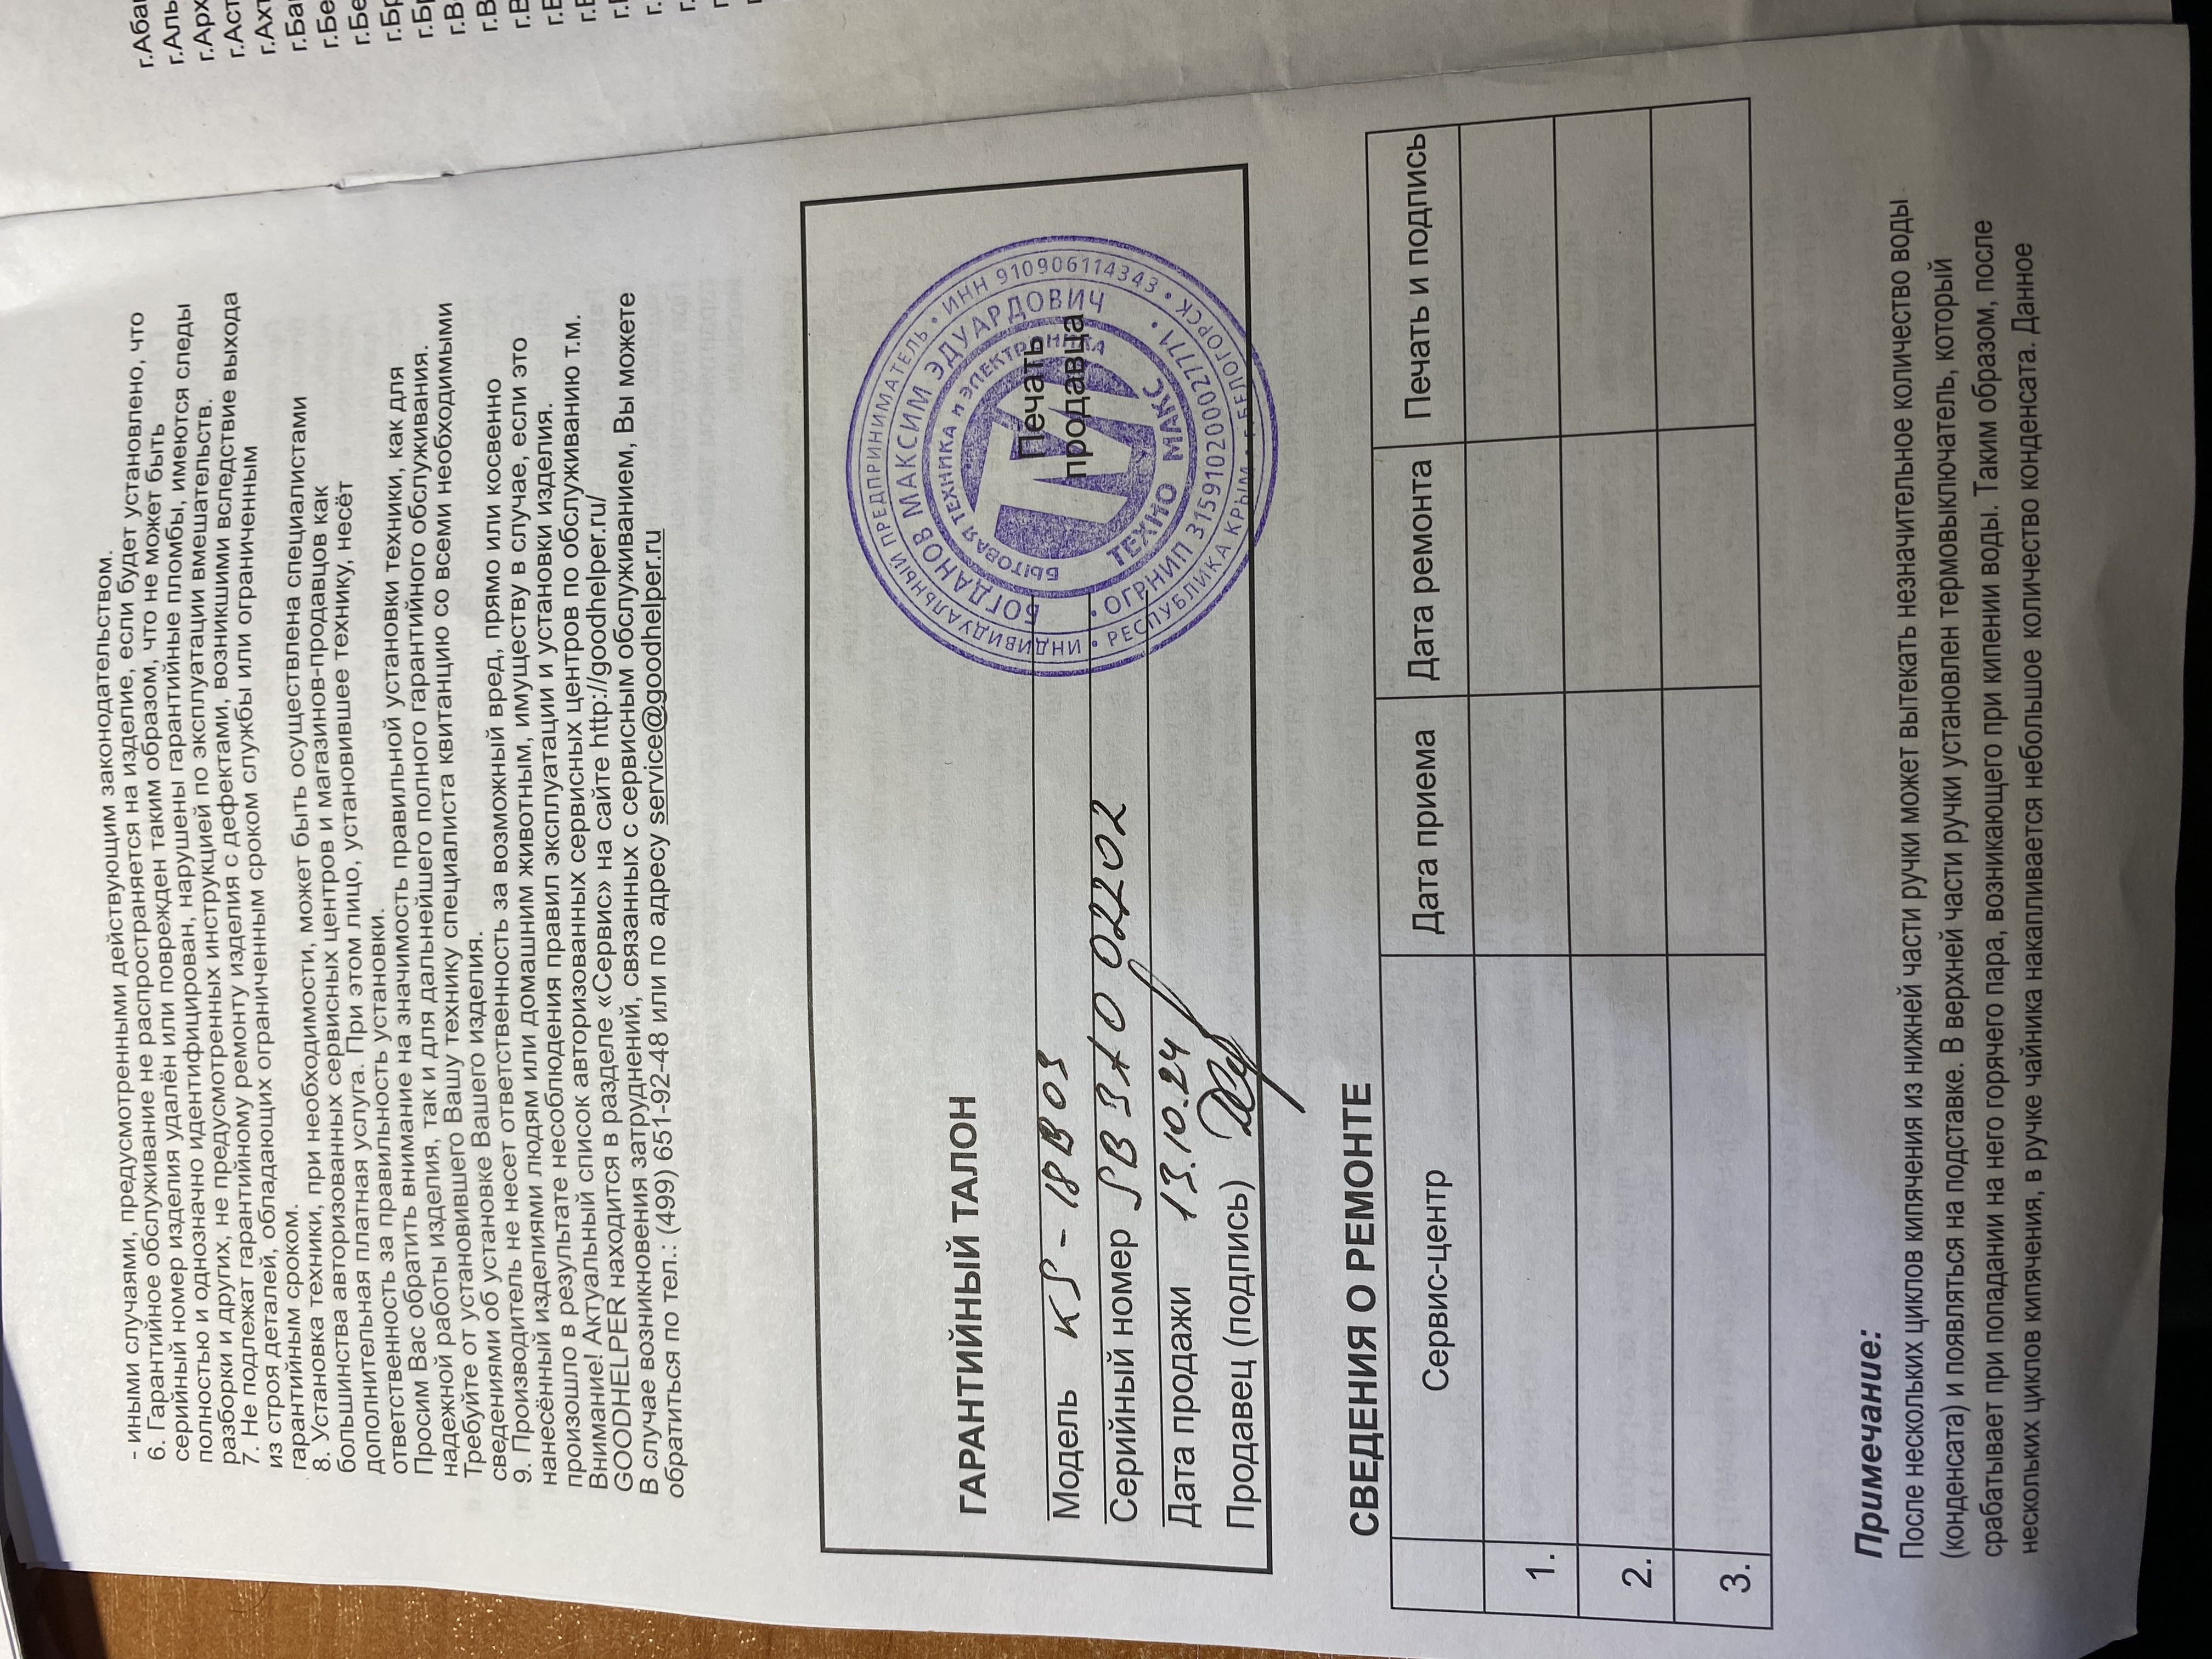 - иными случаями, предусмотренными действующим законодательством.
6. Гарантийное обслуживание не распространяется на изделие, если будет установлено, что
серийный номер изделия удалён или поврежден таким образом, что не может быть
полностью и однозначно идентифицирован, нарушены гарантийные пломбы, имеются следы
разборки и других, не предусмотренных инструкцией по эксплуатации вмешательств.
7. Не подлежат гарантийному ремонту изделия с дефектами, возникшими вследствие выхода
из строя деталей, обладающих ограниченным сроком службы или ограниченным
гарантийным сроком.
8. Установка техники, при необходимости, может быть осуществлена специалистами
большинства авторизованных сервисных центров и магазинов-продавцов как
дополнительная платная услуга. При этом лицо, установившее технику, несёт
ответственность за правильность установки.
Просим Вас обратить внимание на значимость правильной установки техники, как для
надежной работы изделия, так и для дальнейшего полного гарантийного обслуживания.
Требуйте от установившего Вашу технику специалиста квитанцию со всеми необходимыми
сведениями об установке Вашего изделия.
9. Производитель не несет ответственность за возможный вред, прямо или косвенно
нанесённый изделиями людям или домашним животным, имуществу в случае, если это
произошло в результате несоблюдения правил эксплуатации и установки изделия.
Внимание! Актуальный список авторизованных сервисных центров по обслуживанию т.м.
GOODHELPER находится в разделе «Сервис» на сайте http://goodhelper.ru/
В случае возникновения затруднений, связанных с сервисным обслуживанием, Вы можете
обратиться по тел.: (499) 651-92-48 или по адресу service@goodhelper.ru
ГАРАНТИЙНЫЙ ТАЛОН
Модель KS-18B03
Серийный номер
Дата продажи 13.10.24
Продавец (подпись)
Печать
продавца
ИНДИВИДУАЛЬНЫЙ ПРЕДПРИНИМАТЕЛЬ • ИНН 910906114343 •
РЕСПУБЛИКА КРЫМ • г.БЕЛОГОРСК •
БОГДАНОВ МАКСИМ ЭДУАРДОВИЧ
• ОГРНИП 315910200027771 •
БЫТОВАЯ ТЕХНИКА и ЭЛЕКТРОНИКА
ТЕХНО МАКС
СВЕДЕНИЯ О РЕМОНТЕ
Сервис-центр Дата приема Дата ремонта Печать и подпись
1.
2.
3.
Примечание:
После нескольких циклов кипячения из нижней части ручки может вытекать незначительное количество воды
(конденсата) и появляться на подставке. В верхней части ручки установлен термовыключатель, который
срабатывает при попадании на него горячего пара, возникающего при кипении воды. Таким образом, после
нескольких циклов кипячения, в ручке чайника накапливается небольшое количество конденсата. Данное